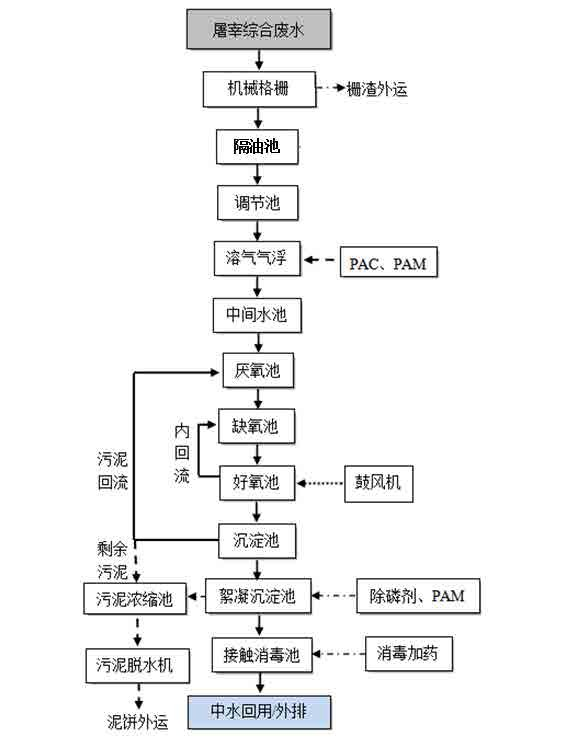 屠宰综合废水
机械格栅
栅渣外运
隔油池
调节池
溶气气浮
PAC、PAM
中间水池
厌氧池
缺氧池
内
回
流
污泥
回流
好氧池
鼓风机
沉淀池
剩余
污泥
污泥浓缩池
絮凝沉淀池
除磷剂、PAM
污泥脱水机
接触消毒池
消毒加药
泥饼外运
中水回用/外排